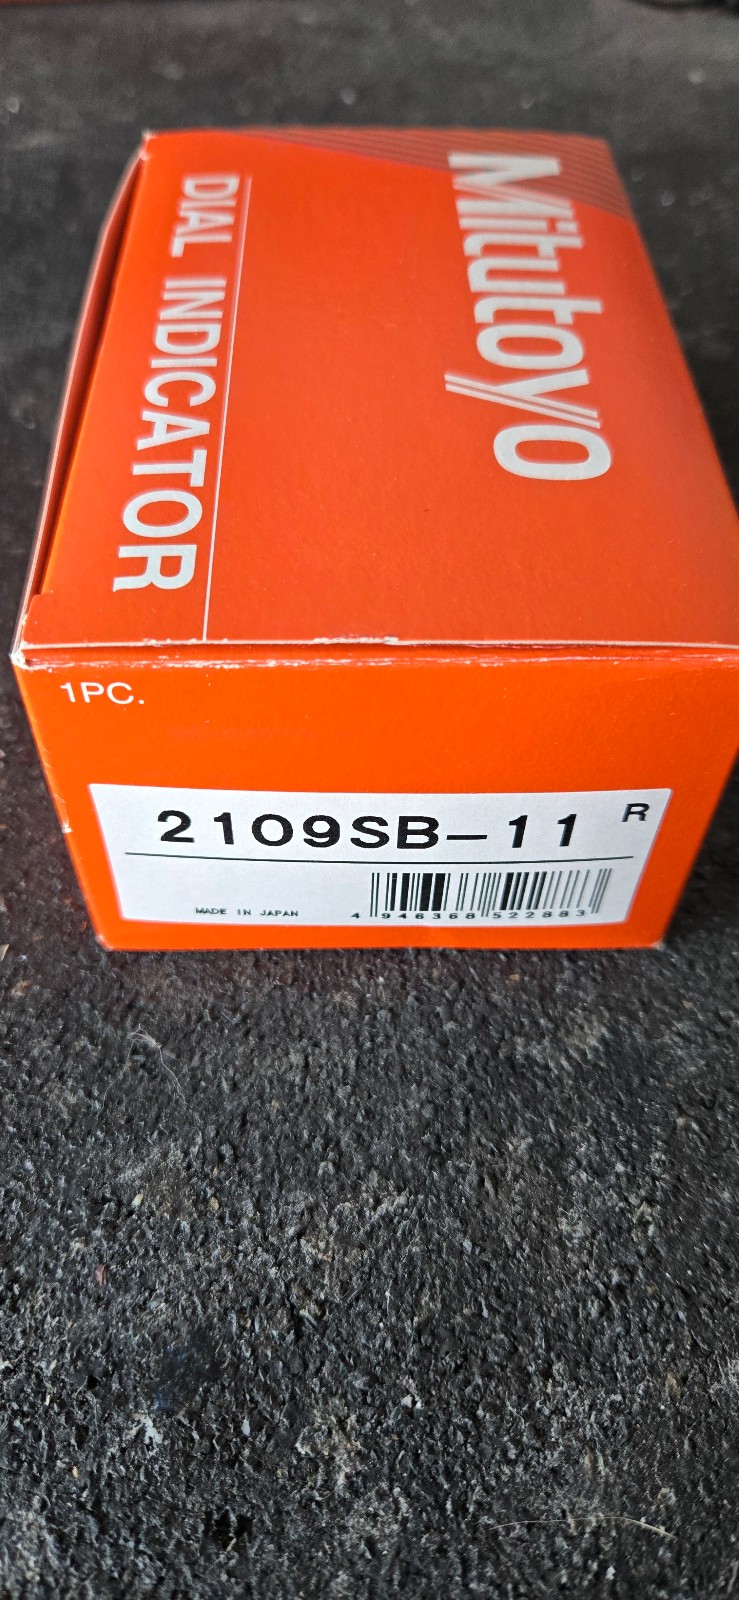 Mitutoyo
DIAL INDICATOR
1PC.
2109SB-11 R
MADE IN JAPAN
4 946368 522883